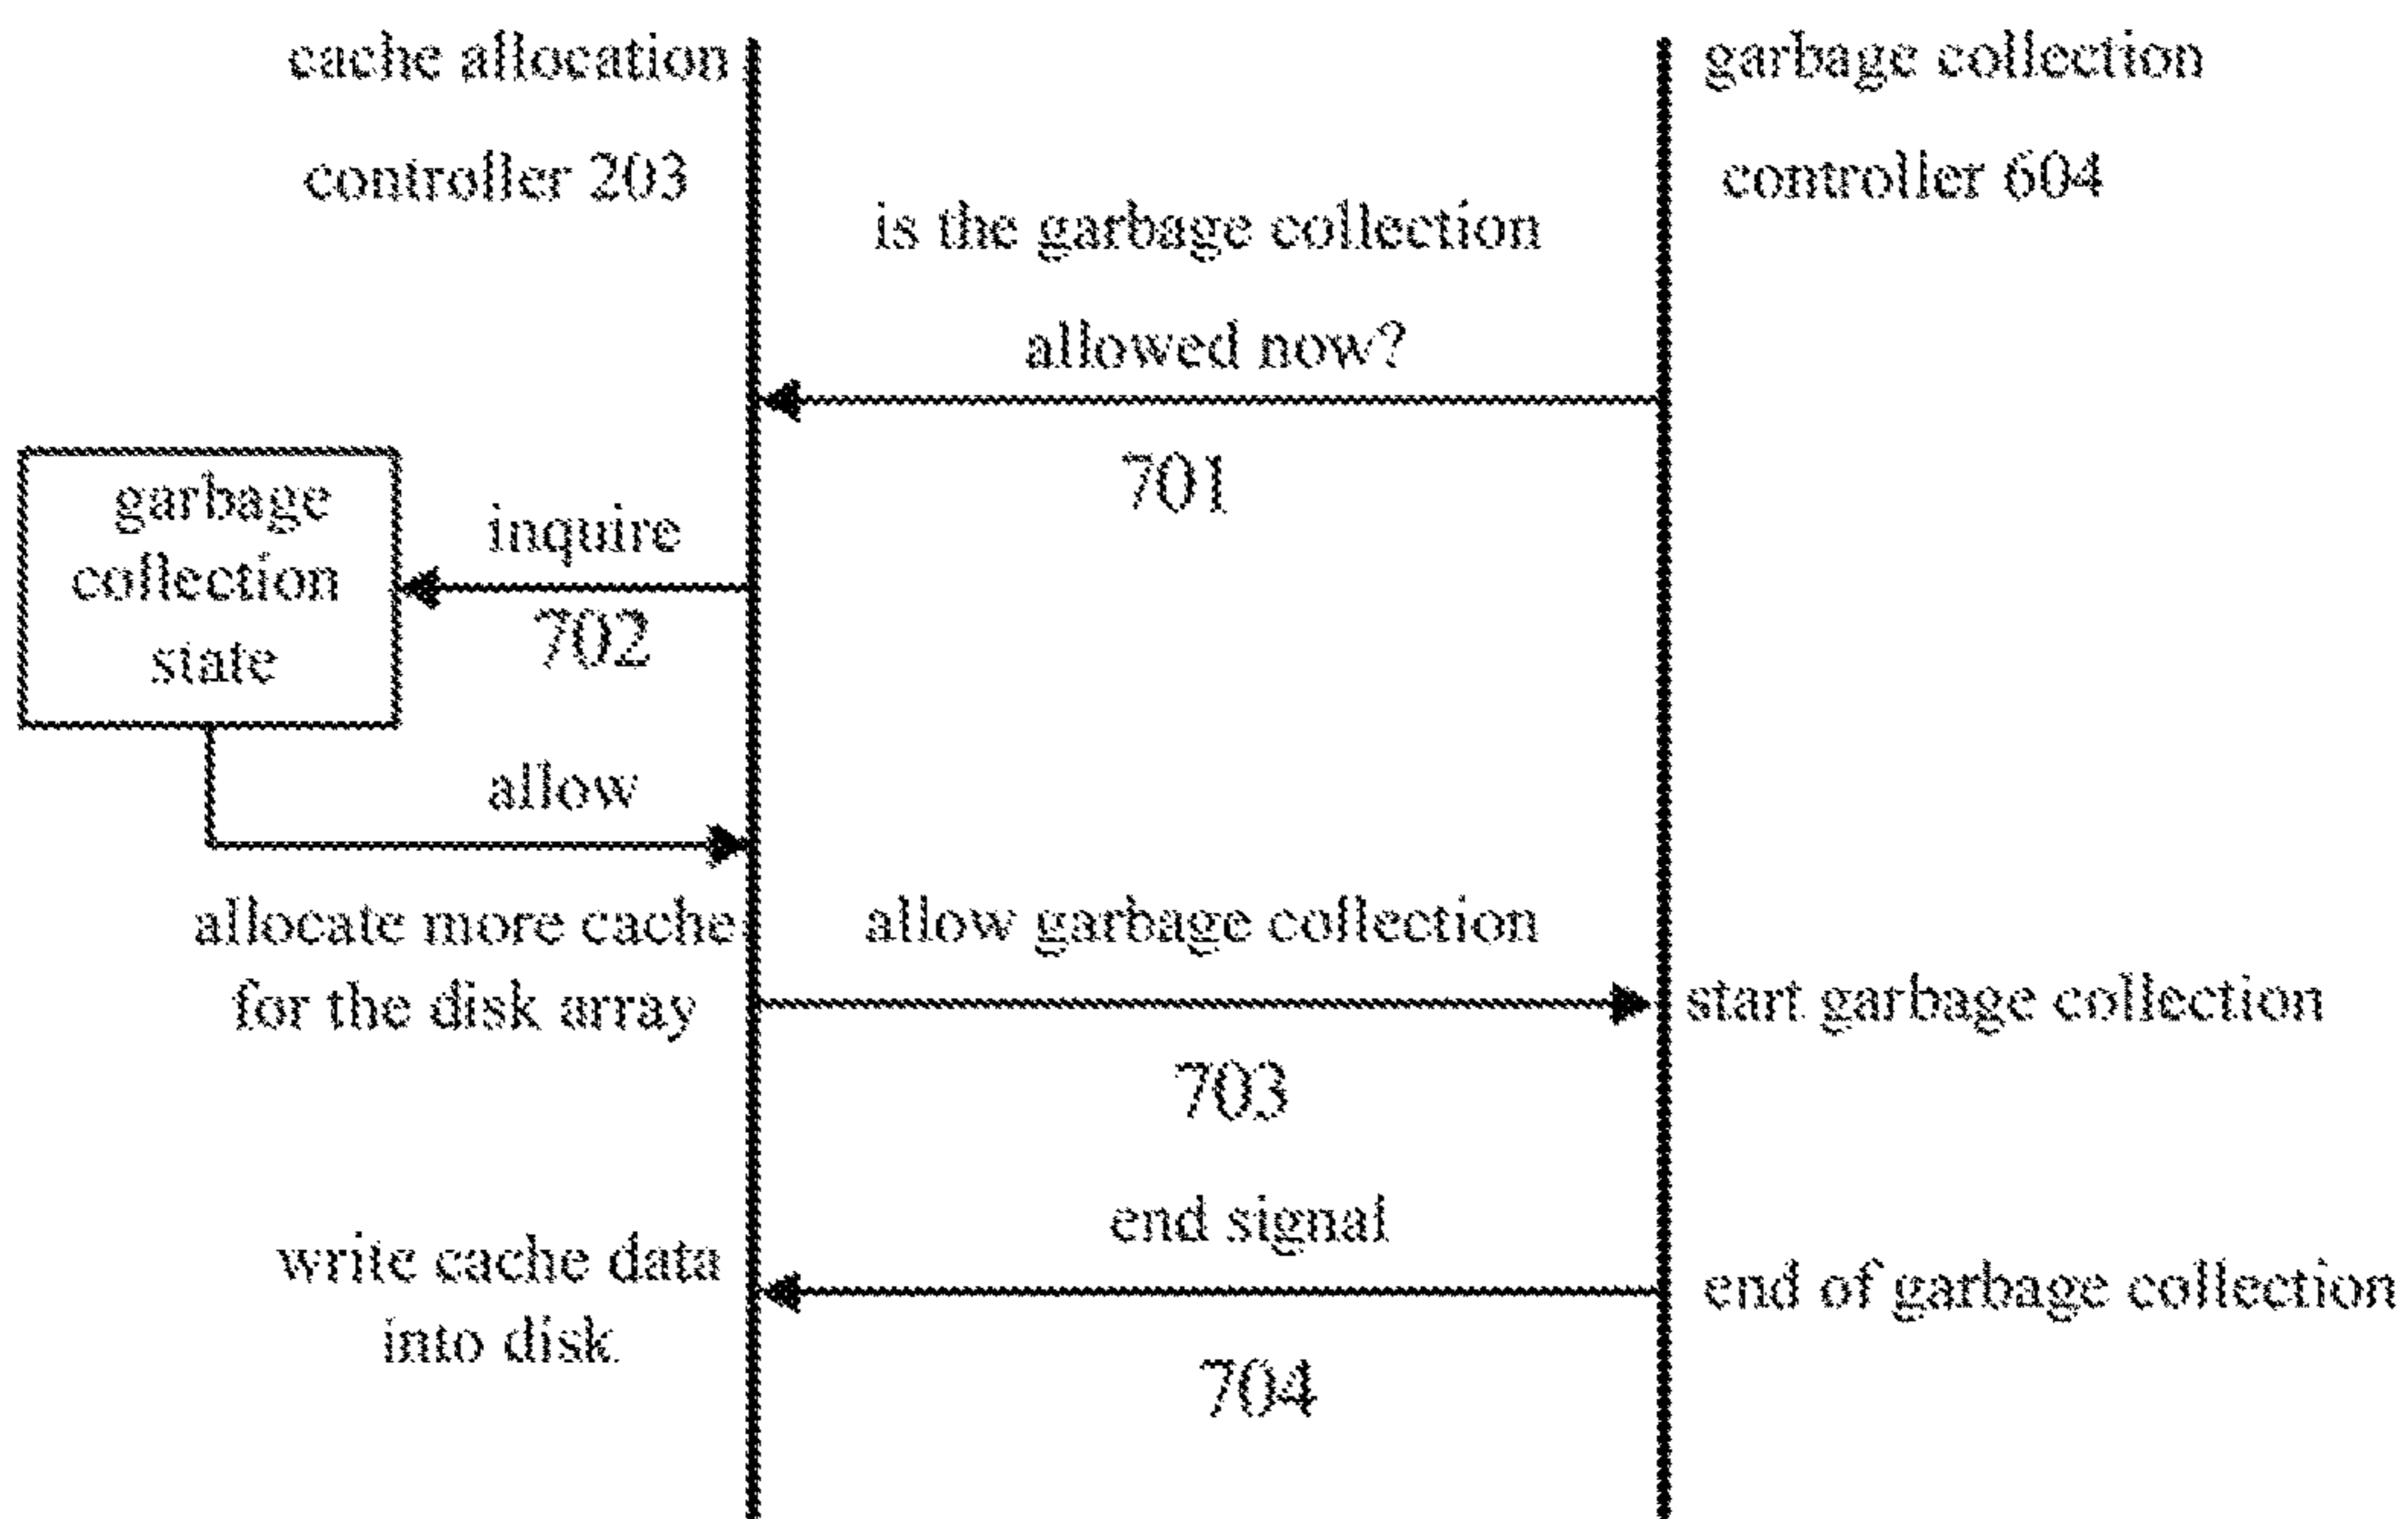 cache allocation
controller 203
garbage collection
controller 604
is the garbage collection
allowed now?
701
garbage
collection
state
inquire
702
allow
allocate more cache
for the disk array
allow garbage collection
start garbage collection
703
end signal
write cache data
into disk
end of garbage collection
704